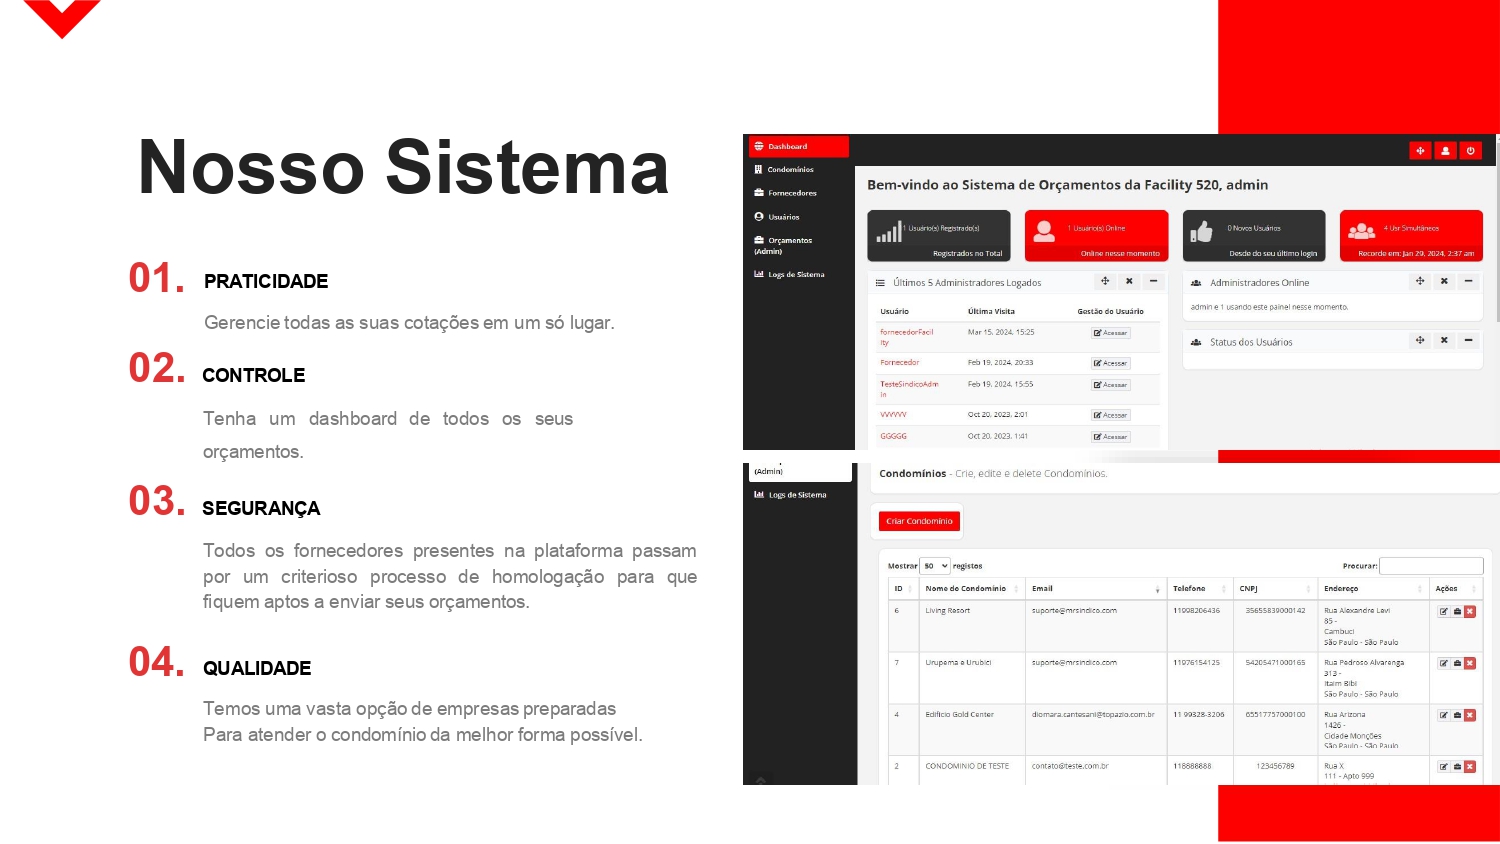 Nosso Sistema
01. PRATICIDADE
Gerencie todas as suas cotações em um só lugar.
02. CONTROLE
Tenha um dashboard de todos os seus
orçamentos.
03. SEGURANÇA
Todos os fornecedores presentes na plataforma passam
por um criterioso processo de homologação para que
fiquem aptos a enviar seus orçamentos.
04. QUALIDADE
Temos uma vasta opção de empresas preparadas
Para atender o condomínio da melhor forma possível.
Dashboard
Condomínios
Fornecedores
Usuários
Orçamentos
(Admin)
Logs de Sistema
Bem-vindo ao Sistema de Orçamentos da Facility 520, admin
1 Usuário(s) Registrado(s)
Registrados no Total
1 Usuário(s) Online
Online nesse momento
0 Novos Usuários
Desde do seu último login
4 Usr Simultâneos
Recorde em: Jan 29, 2024, 2:37 am
Últimos 5 Administradores Logados
Usuário Última Visita Gestão do Usuário
fornecedorFacil
ity
Mar 15, 2024, 15:25 Acessar
Fornecedor Feb 19, 2024, 20:33 Acessar
TesteSindicoAdm
in
Feb 19, 2024, 15:55 Acessar
VVVVVV Oct 20, 2023, 2:01 Acessar
GGGGG Oct 20, 2023, 1:41 Acessar
Administradores Online
admin e 1 usando este painel nesse momento.
Status dos Usuários
(Admin)
Logs de Sistema
Condomínios - Crie, edite e delete Condomínios.
Criar Condomínio
Mostrar 50 registos
Procurar:
ID Nome do Condomínio Email Telefone CNPJ Endereço Ações
6 Living Resort suporte@mrsindico.com 11998206436 35655839000142 Rua Alexandre Levi
85 -
Cambuci
São Paulo - São Paulo
7 Urupema e Urubici suporte@mrsindico.com 11976154125 54205471000165 Rua Pedroso Alvarenga
313 -
Itaim Bibi
São Paulo - São Paulo
4 Edifício Gold Center diomara.cantesani@topazio.com.br 11 99328-3206 65517757000100 Rua Arizona
1426 -
Cidade Monções
São Paulo - São Paulo
2 CONDOMINIO DE TESTE contato@teste.com.br 118888888 123456789 Rua X
111 - Apto 999